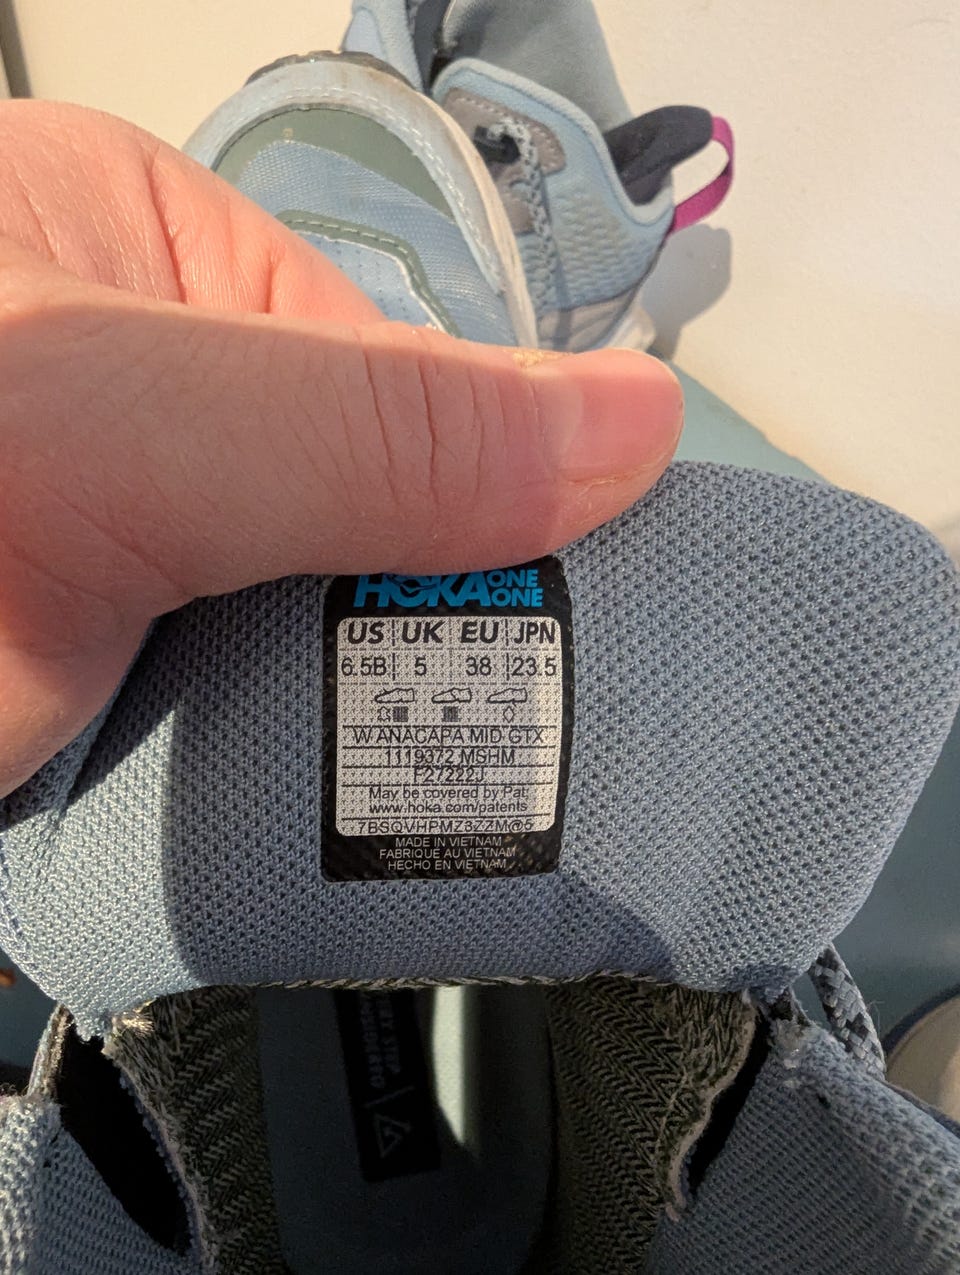 HOKA ONE ONE
US UK EU JPN
6.5B 5 38 23.5
W ANACAPA MID GTX
1119372 MSHM
F27222J
May be covered by Pat:
www.hoka.com/patents
7BSQVHPMZ3ZZM@5
MADE IN VIETNAM
FABRIQUE AU VIETNAM
HECHO EN VIETNAM